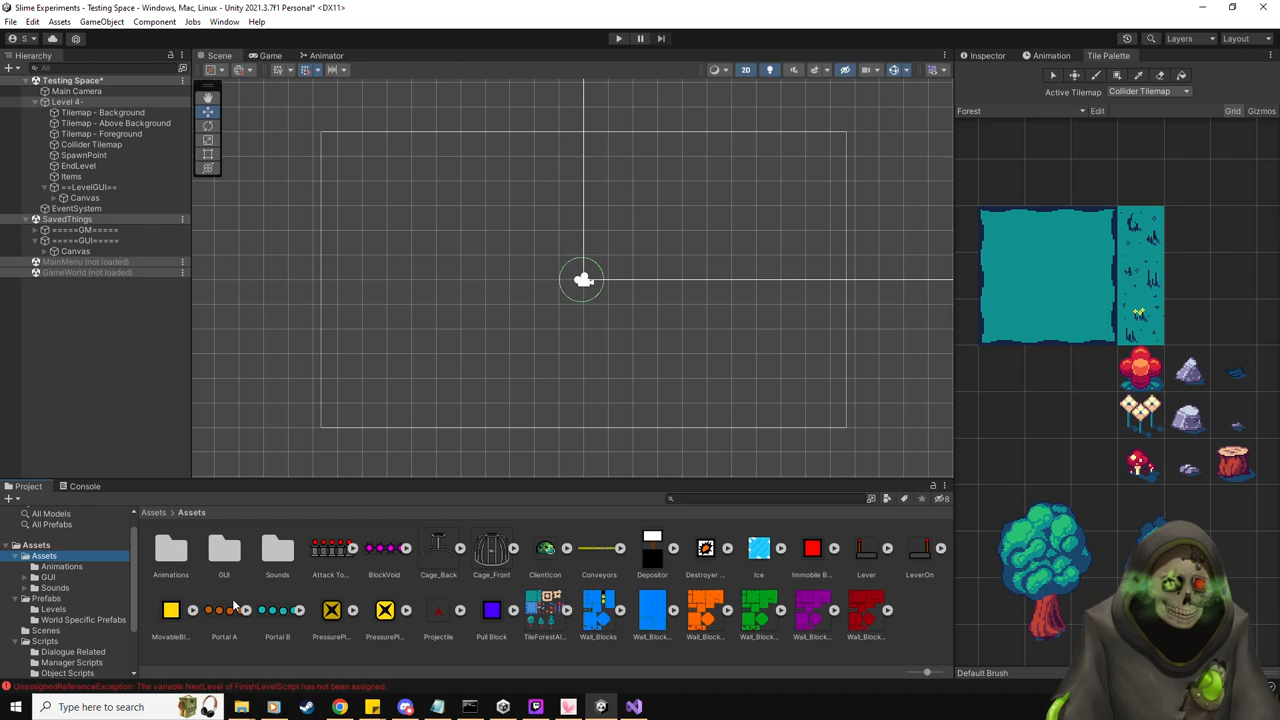 Slime Experiments - Testing Space - Windows, Mac, Linux - Unity 2021.3.7f1 Personal* <DX11>
File Edit Assets GameObject Component Jobs Window Help
S Layers Layout
Hierarchy
All
Testing Space*
Main Camera
Level 4-
Tilemap - Background
Tilemap - Above Background
Tilemap - Foreground
Collider Tilemap
SpawnPoint
EndLevel
Items
==LevelGUI==
Canvas
EventSystem
SavedThings
=====GM=====
=====GUI=====
Canvas
MainMenu (not loaded)
GameWorld (not loaded)
Scene Game Animator
2D
Inspector Animation Tile Palette
Active Tilemap Collider Tilemap
Forest Edit Grid Gizmos
Default Brush
Project Console
8
All Models
All Prefabs
Assets
Assets
Animations
GUI
Sounds
Prefabs
Levels
World Specific Prefabs
Scenes
Scripts
Dialogue Related
Manager Scripts
Object Scripts
Assets > Assets
Animations GUI Sounds Attack To... BlockVoid Cage_Back Cage_Front ClientIcon Conveyors Depositor Destroyer ... Ice Immobile B... Lever LeverOn
MovableBl... Portal A Portal B PressurePl... PressurePl... Projectile Pull Block TileForestAl... Wall_Blocks Wall_Block... Wall_Block... Wall_Block... Wall_Block... Wall_Block...
UnassignedReferenceException: The variable NextLevel of FinishLevelScript has not been assigned.
Type here to search